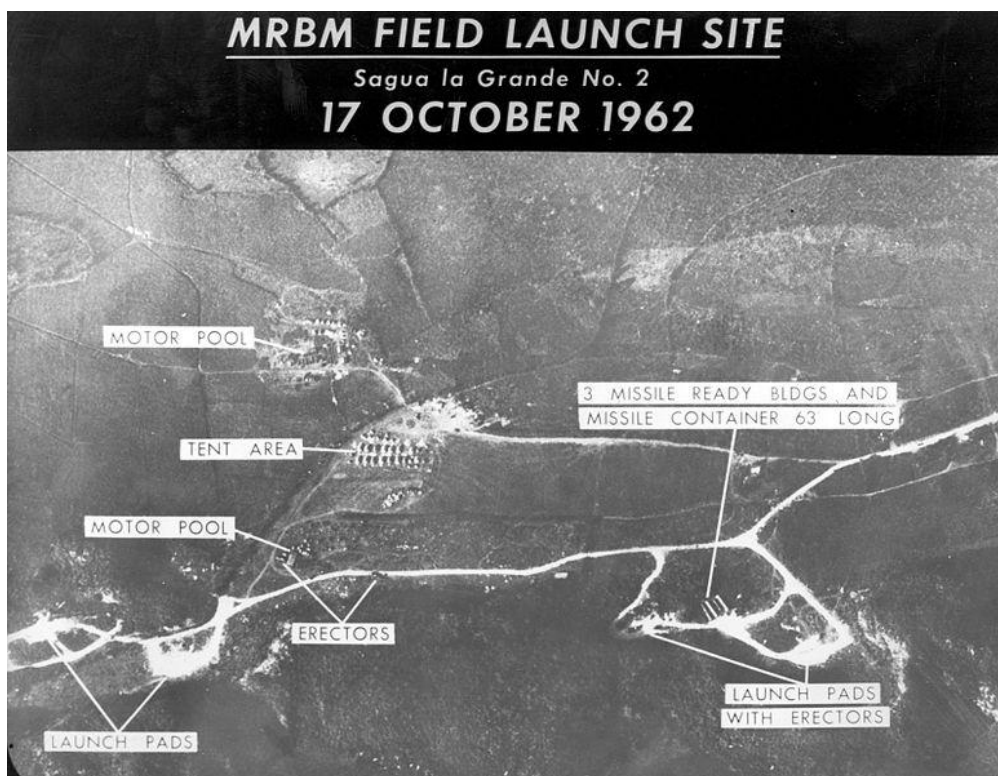 MRBM FIELD LAUNCH SITE
Sagua la Grande No. 2
17 OCTOBER 1962
MOTOR POOL
3 MISSILE READY BLDGS AND
MISSILE CONTAINER 63 LONG
TENT AREA
MOTOR POOL
ERECTORS
LAUNCH PADS
WITH ERECTORS
LAUNCH PADS